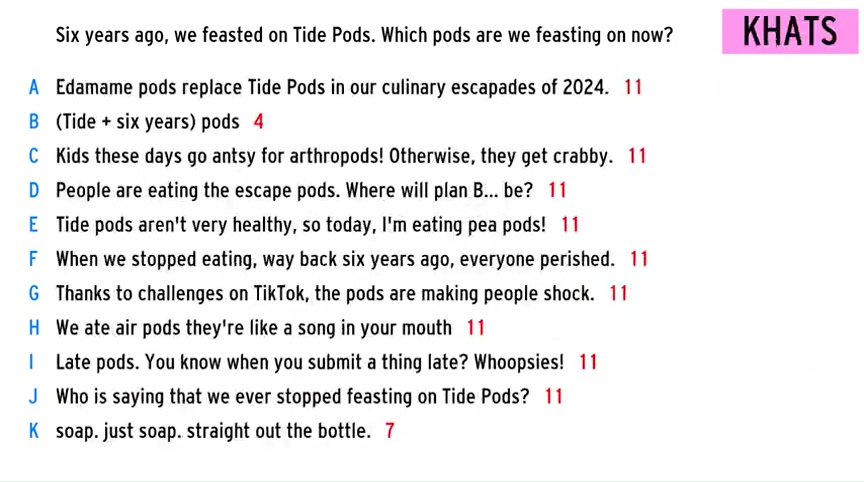 Six years ago, we feasted on Tide Pods. Which pods are we feasting on now?
KHATS
A Edamame pods replace Tide Pods in our culinary escapades of 2024. 11
B (Tide + six years) pods 4
C Kids these days go antsy for arthropods! Otherwise, they get crabby. 11
D People are eating the escape pods. Where will plan B... be? 11
E Tide pods aren't very healthy, so today, I'm eating pea pods! 11
F When we stopped eating, way back six years ago, everyone perished. 11
G Thanks to challenges on TikTok, the pods are making people shock. 11
H We ate air pods they're like a song in your mouth 11
I Late pods. You know when you submit a thing late? Whoopsies! 11
J Who is saying that we ever stopped feasting on Tide Pods? 11
K soap. just soap. straight out the bottle. 7